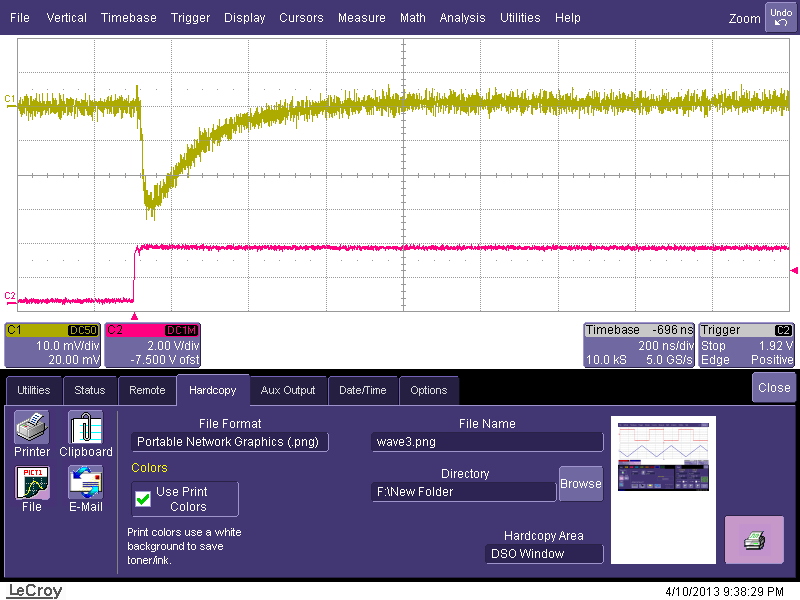 File Vertical Timebase Trigger Display Cursors Measure Math Analysis Utilities Help Zoom Undo
C1
C2
C1 DC50 C2 DC1M Timebase -696 ns Trigger C2
10.0 mV/div 2.00 V/div 200 ns/div Stop 1.92 V
20.00 mV -7.500 V ofst 10.0 kS 5.0 GS/s Edge Positive
Utilities Status Remote Hardcopy Aux Output Date/Time Options Close
File Format File Name
Printer Clipboard Portable Network Graphics (.png) wave3.png
Colors Directory
PICT1 Use Print Colors F:\New Folder Browse
File E-Mail
Print colors use a white
background to save
toner/ink.
Hardcopy Area
DSO Window
LeCroy 4/10/2013 9:38:29 PM